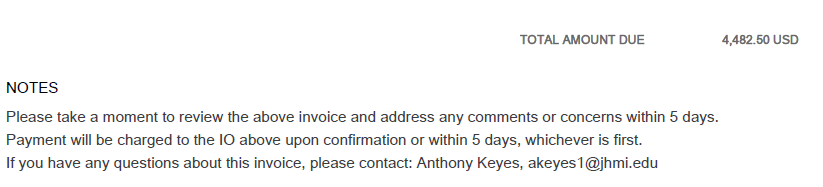 TOTAL AMOUNT DUE 4,482.50 USD
NOTES
Please take a moment to review the above invoice and address any comments or concerns within 5 days.
Payment will be charged to the IO above upon confirmation or within 5 days, whichever is first.
If you have any questions about this invoice, please contact: Anthony Keyes, akeyes1@jhmi.edu